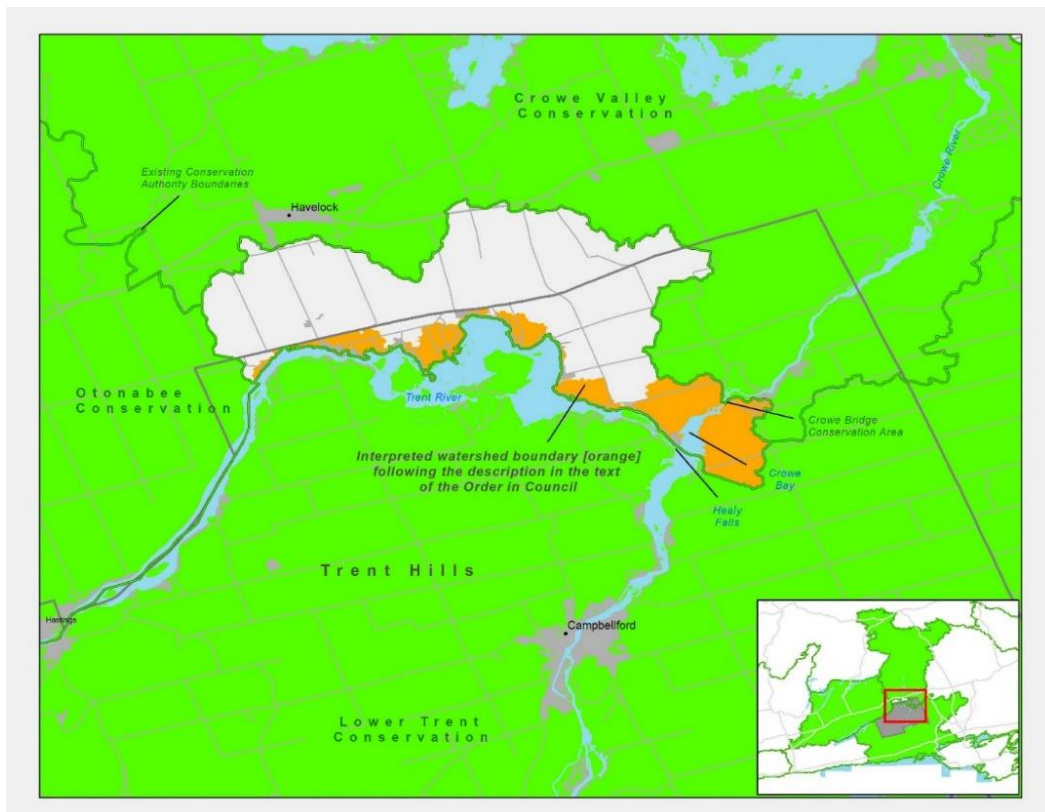 Crowe Valley
Conservation
Crowe River
Existing Conservation
Authority Boundaries
Havelock
Otonabee
Conservation
Trent River
Crowe Bridge
Conservation Area
Interpreted watershed boundary [orange]
following the description in the text
of the Order in Council
Crowe
Bay
Healy
Falls
Trent Hills
Hastings
Campbellford
Lower Trent
Conservation